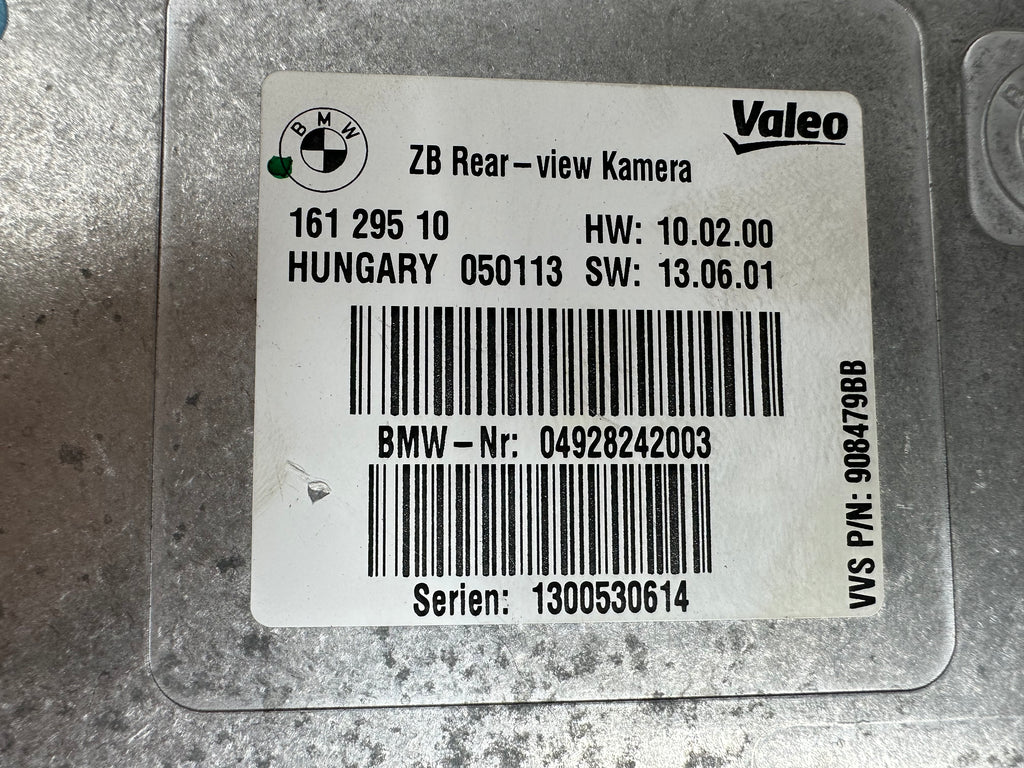 BMW
Valeo
ZB Rear-view Kamera
161 295 10 HW: 10.02.00
HUNGARY 050113 SW: 13.06.01
BMW-Nr: 04928242003
Serien: 1300530614
VVS P/N: 908479BB